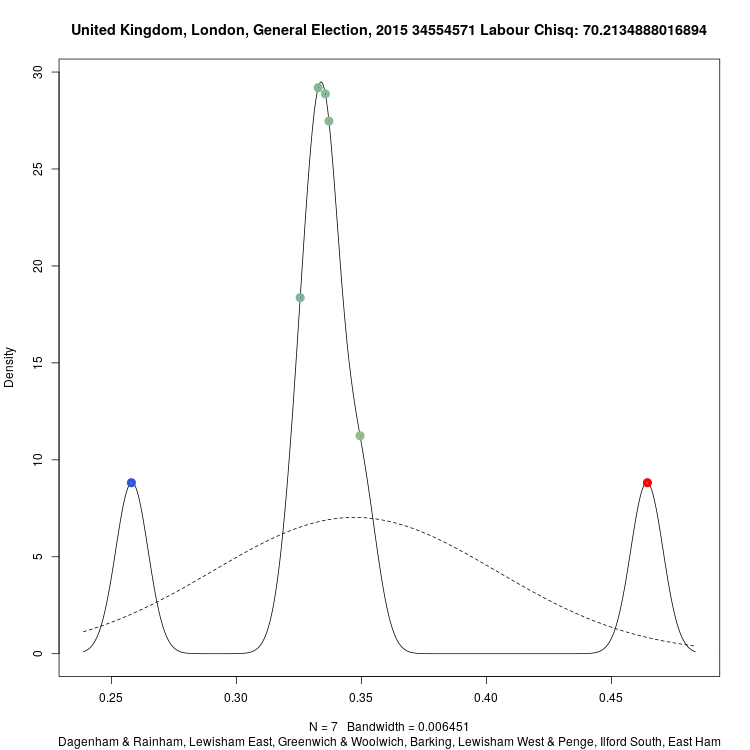 United Kingdom, London, General Election, 2015 34554571 Labour Chisq: 70.2134888016894
30
25
20
15
10
5
0
Density
0.25 0.30 0.35 0.40 0.45
N = 7 Bandwidth = 0.006451
Dagenham & Rainham, Lewisham East, Greenwich & Woolwich, Barking, Lewisham West & Penge, Ilford South, East Ham